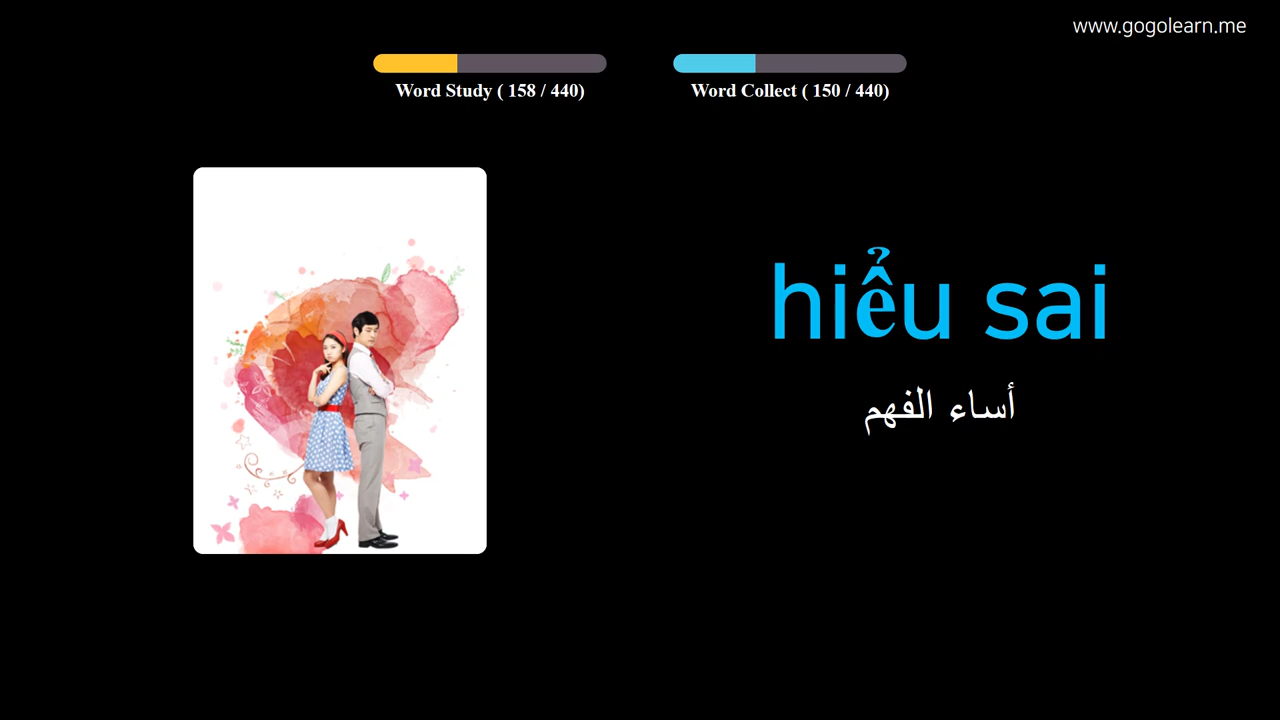 www.gogolearn.me
Word Study ( 158 / 440)
Word Collect ( 150 / 440)
hiểu sai
أساء الفهم